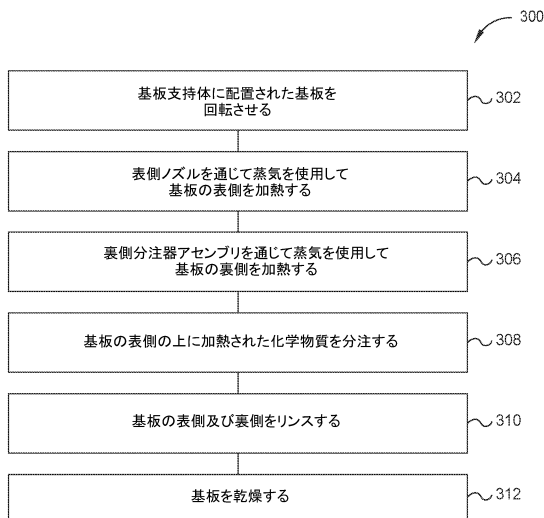 300
基板支持体に配置された基板を
回転させる
302
表側ノズルを通じて蒸気を使用して
基板の表側を加熱する
304
裏側分注器アセンブリを通じて蒸気を使用して
基板の裏側を加熱する
306
基板の表側の上に加熱された化学物質を分注する
308
基板の表側及び裏側をリンスする
310
基板を乾燥する
312